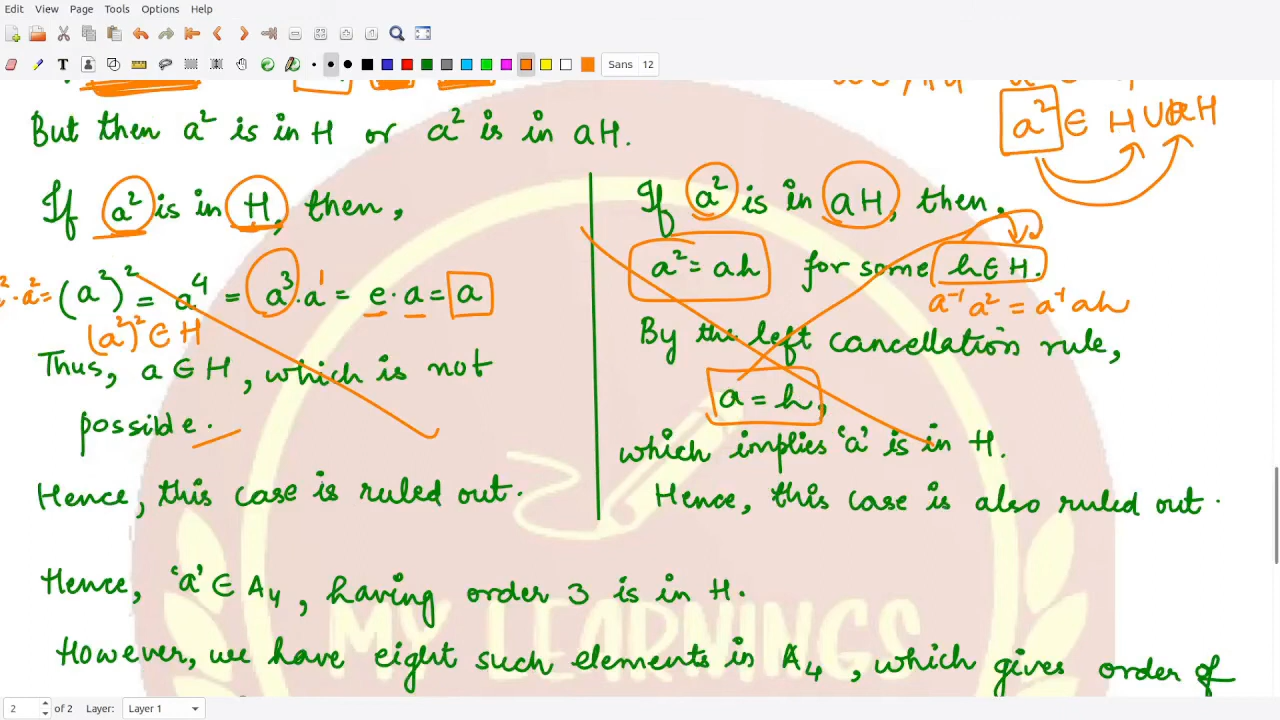 Edit View Page Tools Options Help
Sans 12
But then a² is in H or a² is in aH.
a² ∈ H ∪ aH
If a² is in H, then,
(a²)² = a⁴ = a³·a¹ = e·a = a
(a²)² ∈ H
Thus, a ∈ H, which is not
possible.
Hence, this case is ruled out.
If a² is in aH, then,
a² = ah for some h ∈ H.
a⁻¹a² = a⁻¹ah
By the left cancellation rule,
a = h,
which implies 'a' is in H.
Hence, this case is also ruled out.
Hence, 'a' ∈ A₄, having order 3 is in H.
MY LEARNINGS
However, we have eight such elements in A₄, which gives order of
2 of 2 Layer: Layer 1